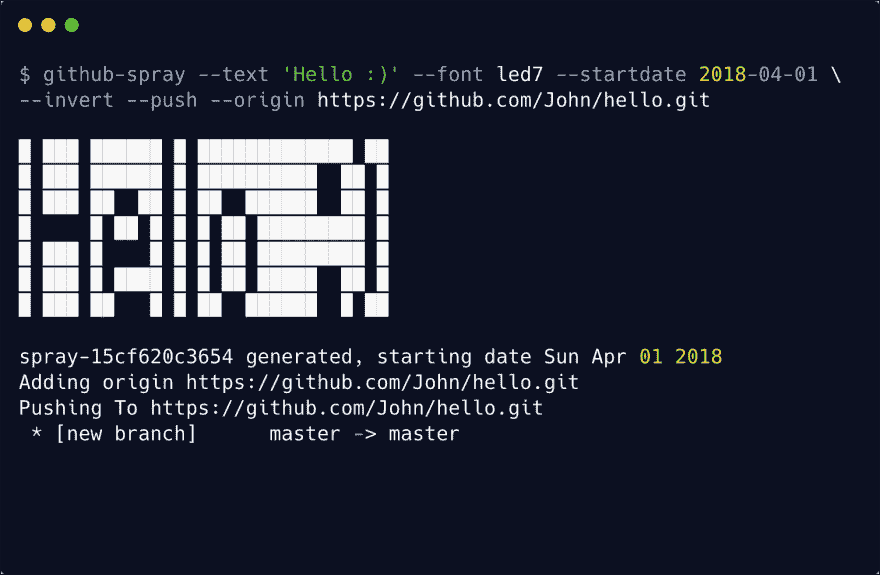 $ github-spray --text 'Hello :)' --font led7 --startdate 2018-04-01 \
--invert --push --origin https://github.com/John/hello.git
Hello :)
spray-15cf620c3654 generated, starting date Sun Apr 01 2018
Adding origin https://github.com/John/hello.git
Pushing To https://github.com/John/hello.git
 * [new branch]      master -> master